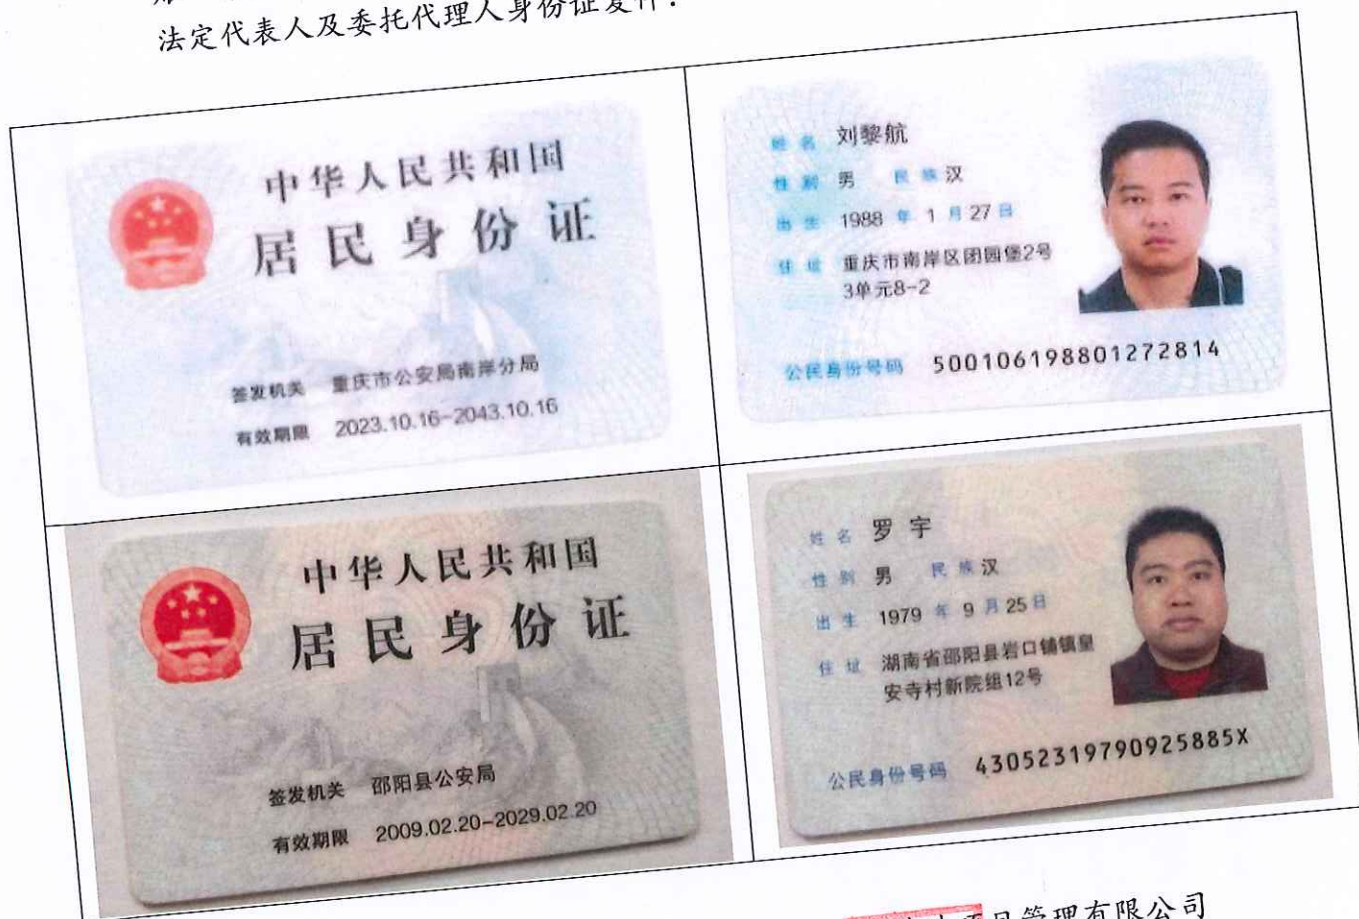 法定代表人及委托代理人身份证复件：
中华人民共和国
居民身份证
签发机关 重庆市公安局南岸分局
有效期限 2023.10.16-2043.10.16
姓名 刘黎航
性别 男 民族 汉
出生 1988 年 1 月 27 日
住址 重庆市南岸区团园堡2号
3单元8-2
公民身份号码 500106198801272814
中华人民共和国
居民身份证
签发机关 邵阳县公安局
有效期限 2009.02.20-2029.02.20
姓名 罗宇
性别 男 民族 汉
出生 1979 年 9 月 25 日
住址 湖南省邵阳县岩口铺镇皇
安寺村新院组12号
公民身份号码 43052319790925885X
管理有限公司